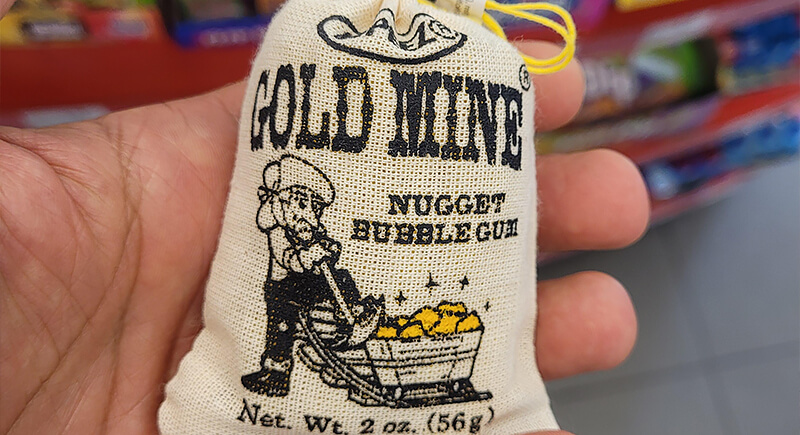 GOLD MINE®
NUGGET
BUBBLE GUM
Net. Wt. 2 oz. (56g)